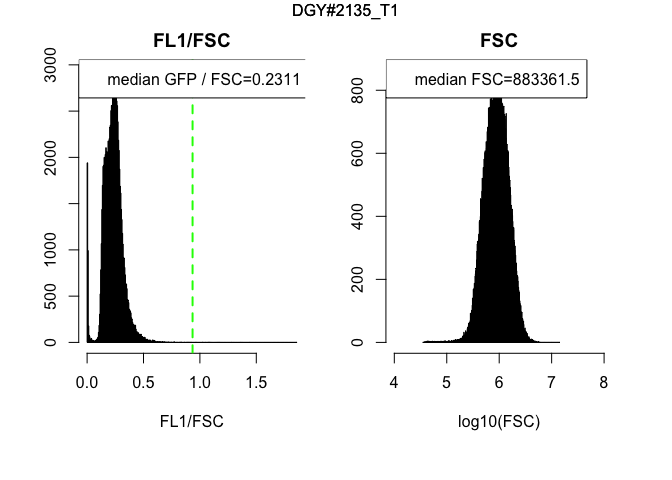 DGY#2135_T1
FL1/FSC
median GFP / FSC=0.2311
3000
2000
1000
500
0
0.0 0.5 1.0 1.5
FL1/FSC
FSC
median FSC=883361.5
800
600
400
200
0
4 5 6 7 8
log10(FSC)